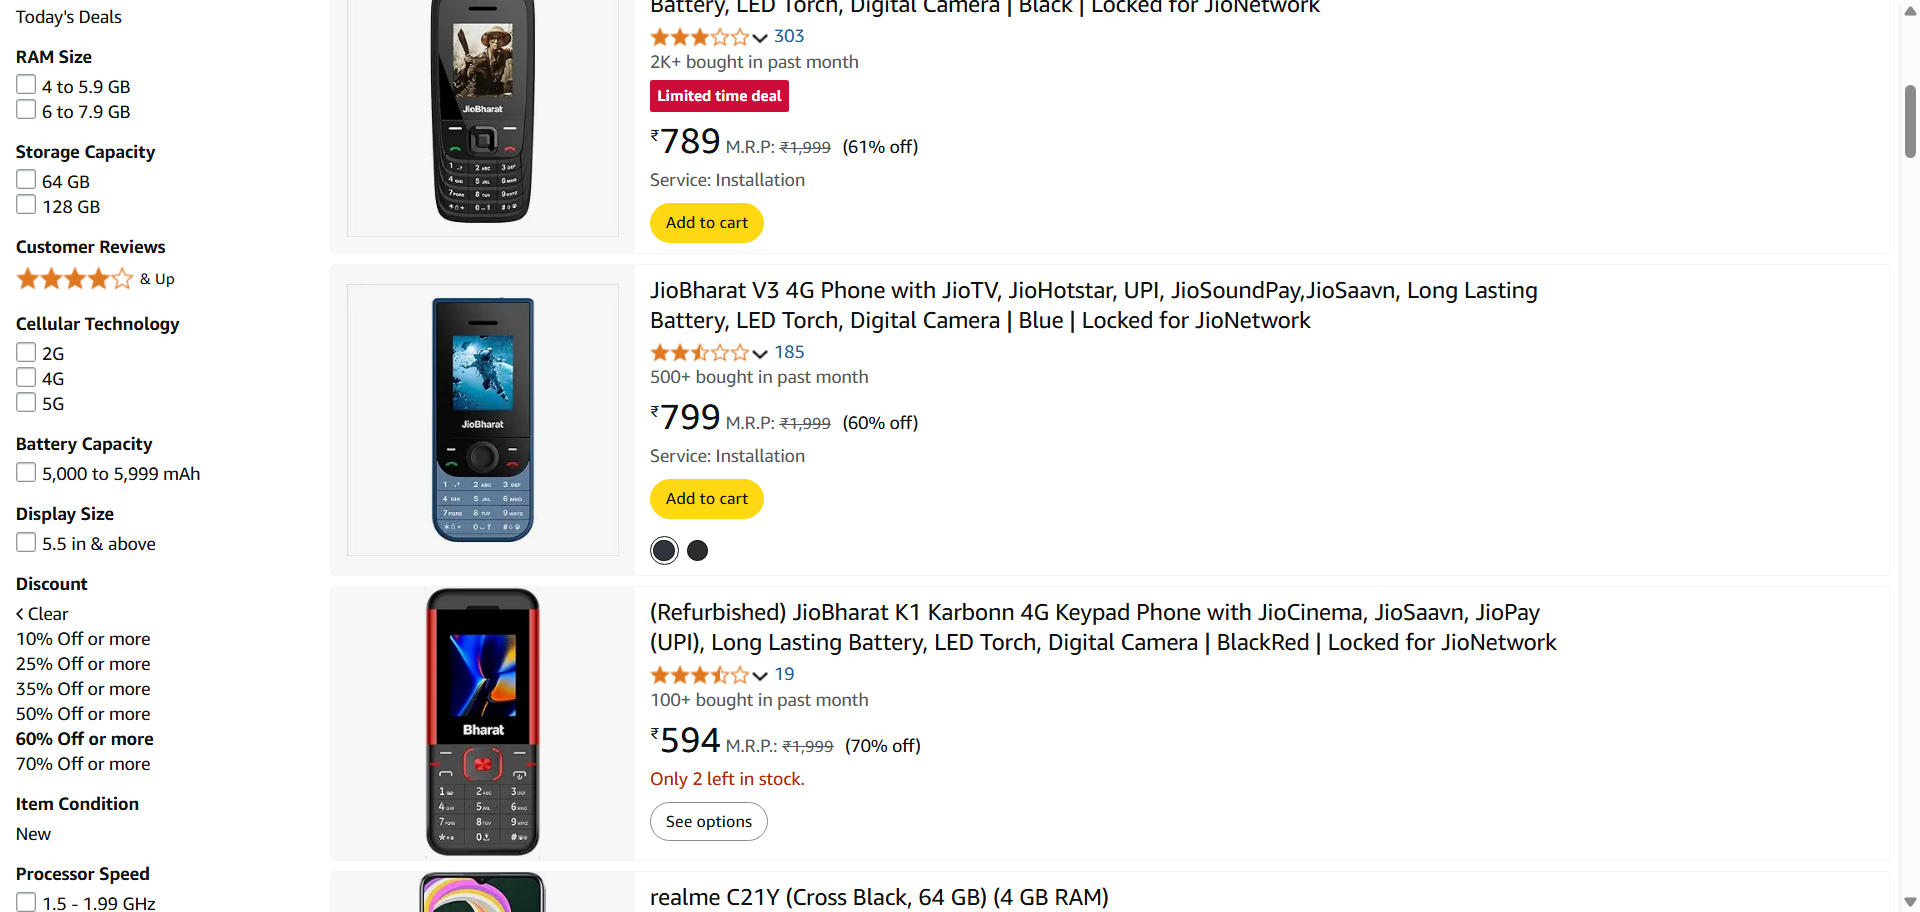 Today's Deals
RAM Size
4 to 5.9 GB
6 to 7.9 GB
Storage Capacity
64 GB
128 GB
Customer Reviews
& Up
Cellular Technology
2G
4G
5G
Battery Capacity
5,000 to 5,999 mAh
Display Size
5.5 in & above
Discount
< Clear
10% Off or more
25% Off or more
35% Off or more
50% Off or more
60% Off or more
70% Off or more
Item Condition
New
Processor Speed
1.5 - 1.99 GHz
Battery, LED Torch, Digital Camera | Black | Locked for JioNetwork
303
2K+ bought in past month
Limited time deal
₹789 M.R.P: ₹1,999 (61% off)
Service: Installation
Add to cart
JioBharat
JioBharat V3 4G Phone with JioTV, JioHotstar, UPI, JioSoundPay,JioSaavn, Long Lasting
Battery, LED Torch, Digital Camera | Blue | Locked for JioNetwork
185
500+ bought in past month
₹799 M.R.P: ₹1,999 (60% off)
Service: Installation
Add to cart
JioBharat
(Refurbished) JioBharat K1 Karbonn 4G Keypad Phone with JioCinema, JioSaavn, JioPay
(UPI), Long Lasting Battery, LED Torch, Digital Camera | BlackRed | Locked for JioNetwork
19
100+ bought in past month
₹594 M.R.P.: ₹1,999 (70% off)
Only 2 left in stock.
See options
Bharat
realme C21Y (Cross Black, 64 GB) (4 GB RAM)